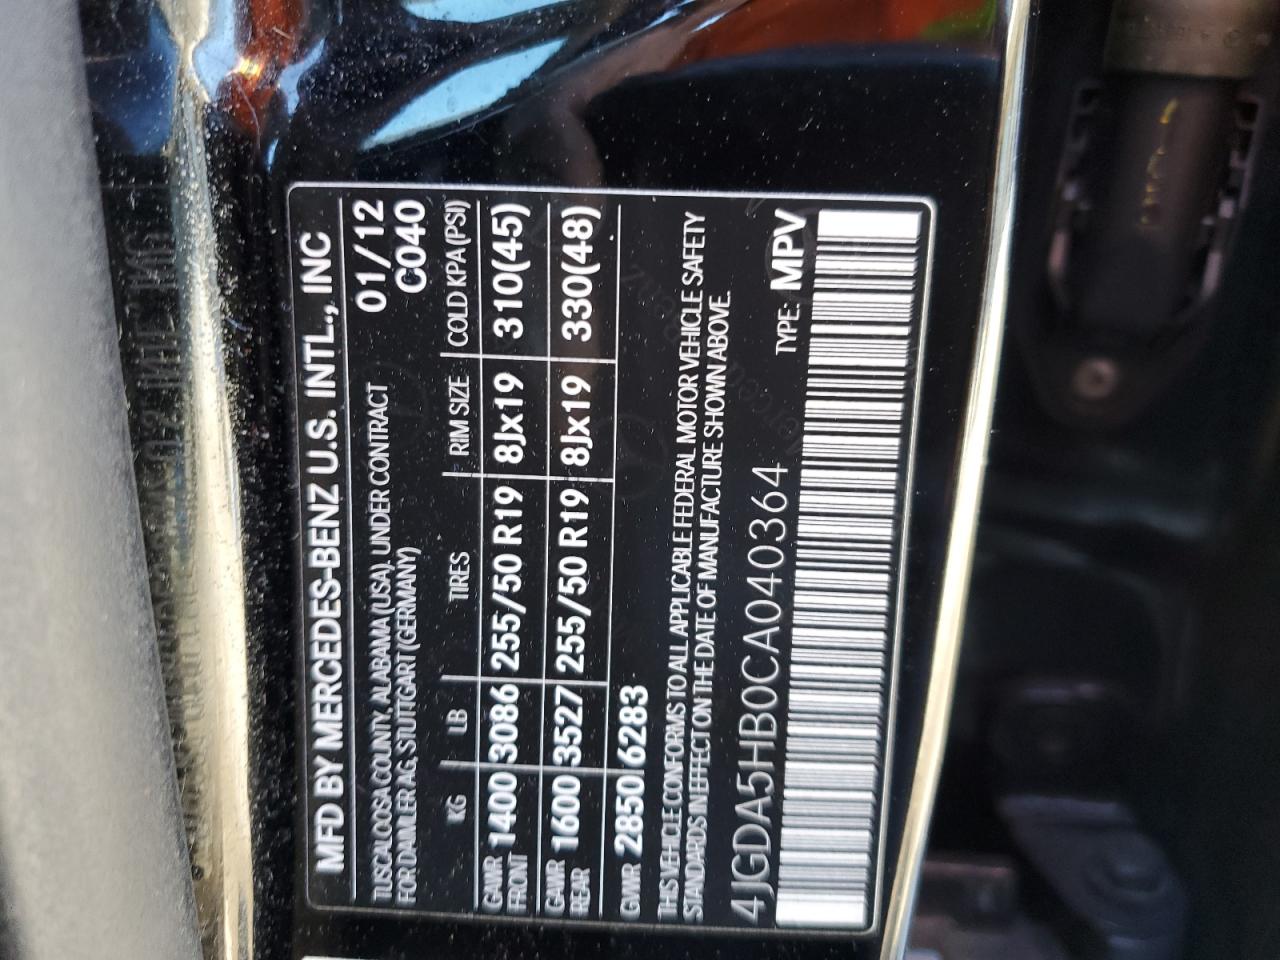 MFD BY MERCEDES-BENZ U.S. INTL., INC
TUSCALOOSA COUNTY, ALABAMA (USA), UNDER CONTRACT 01/12
FOR DAIMLER AG, STUTTGART (GERMANY) C040
KG LB TIRES RIM SIZE COLD KPA (PSI)
GAWR FRONT 1400 3086 255/50 R19 8Jx19 310(45)
GAWR REAR 1600 3527 255/50 R19 8Jx19 330(48)
GVWR 2850 6283
THIS VEHICLE CONFORMS TO ALL APPLICABLE FEDERAL MOTOR VEHICLE SAFETY
STANDARDS IN EFFECT ON THE DATE OF MANUFACTURE SHOWN ABOVE.
4JGDA5HB0CA040364 TYPE: MPV